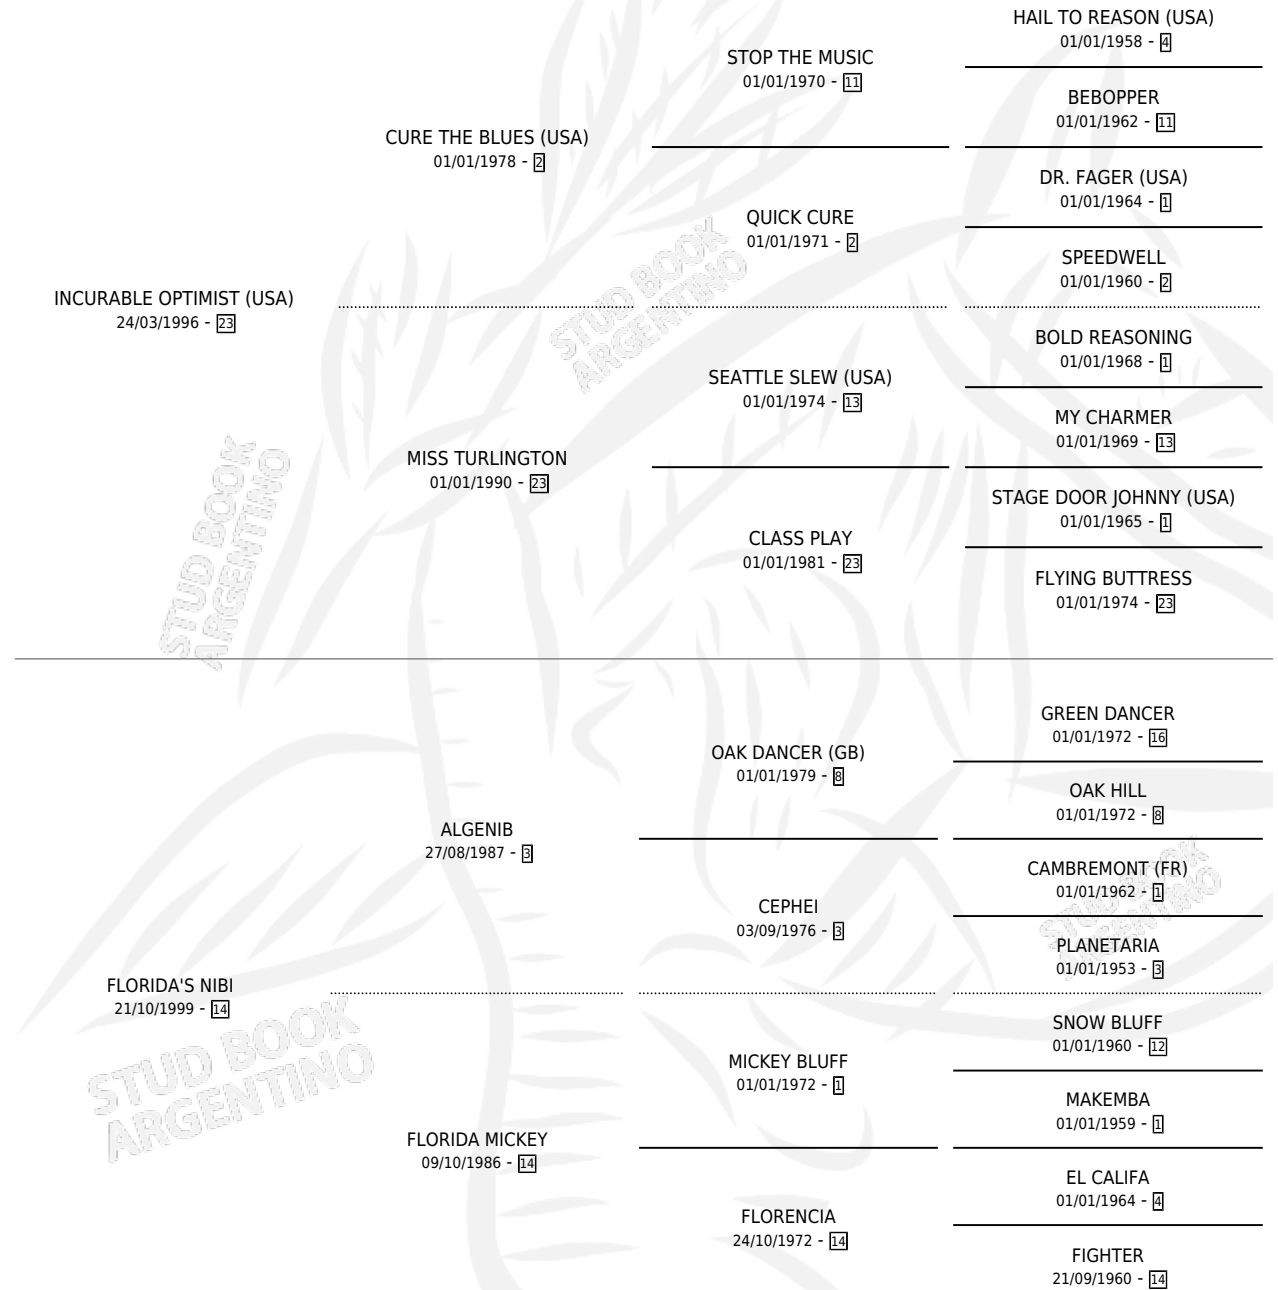 HAIL TO REASON (USA)
01/01/1958 - 4
STOP THE MUSIC
01/01/1970 - 11
BEBOPPER
01/01/1962 - 11
CURE THE BLUES (USA)
01/01/1978 - 2
DR. FAGER (USA)
01/01/1964 - 1
QUICK CURE
01/01/1971 - 2
SPEEDWELL
01/01/1960 - 2
INCURABLE OPTIMIST (USA)
24/03/1996 - 23
BOLD REASONING
01/01/1968 - 1
SEATTLE SLEW (USA)
01/01/1974 - 13
MY CHARMER
01/01/1969 - 13
MISS TURLINGTON
01/01/1990 - 23
STAGE DOOR JOHNNY (USA)
01/01/1965 - 1
CLASS PLAY
01/01/1981 - 23
FLYING BUTTRESS
01/01/1974 - 23
GREEN DANCER
01/01/1972 - 16
OAK DANCER (GB)
01/01/1979 - 8
OAK HILL
01/01/1972 - 8
ALGENIB
27/08/1987 - 3
CAMBREMONT (FR)
01/01/1962 - 1
CEPHEI
03/09/1976 - 3
PLANETARIA
01/01/1953 - 3
FLORIDA'S NIBI
21/10/1999 - 14
SNOW BLUFF
01/01/1960 - 12
MICKEY BLUFF
01/01/1972 - 1
MAKEMBA
01/01/1959 - 1
FLORIDA MICKEY
09/10/1986 - 14
EL CALIFA
01/01/1964 - 4
FLORENCIA
24/10/1972 - 14
FIGHTER
21/09/1960 - 14
STUD BOOK
ARGENTINO
STUD BOOK
ARGENTINO
STUD BOOK
ARGENTINO
STUD BOOK
ARGENTINO